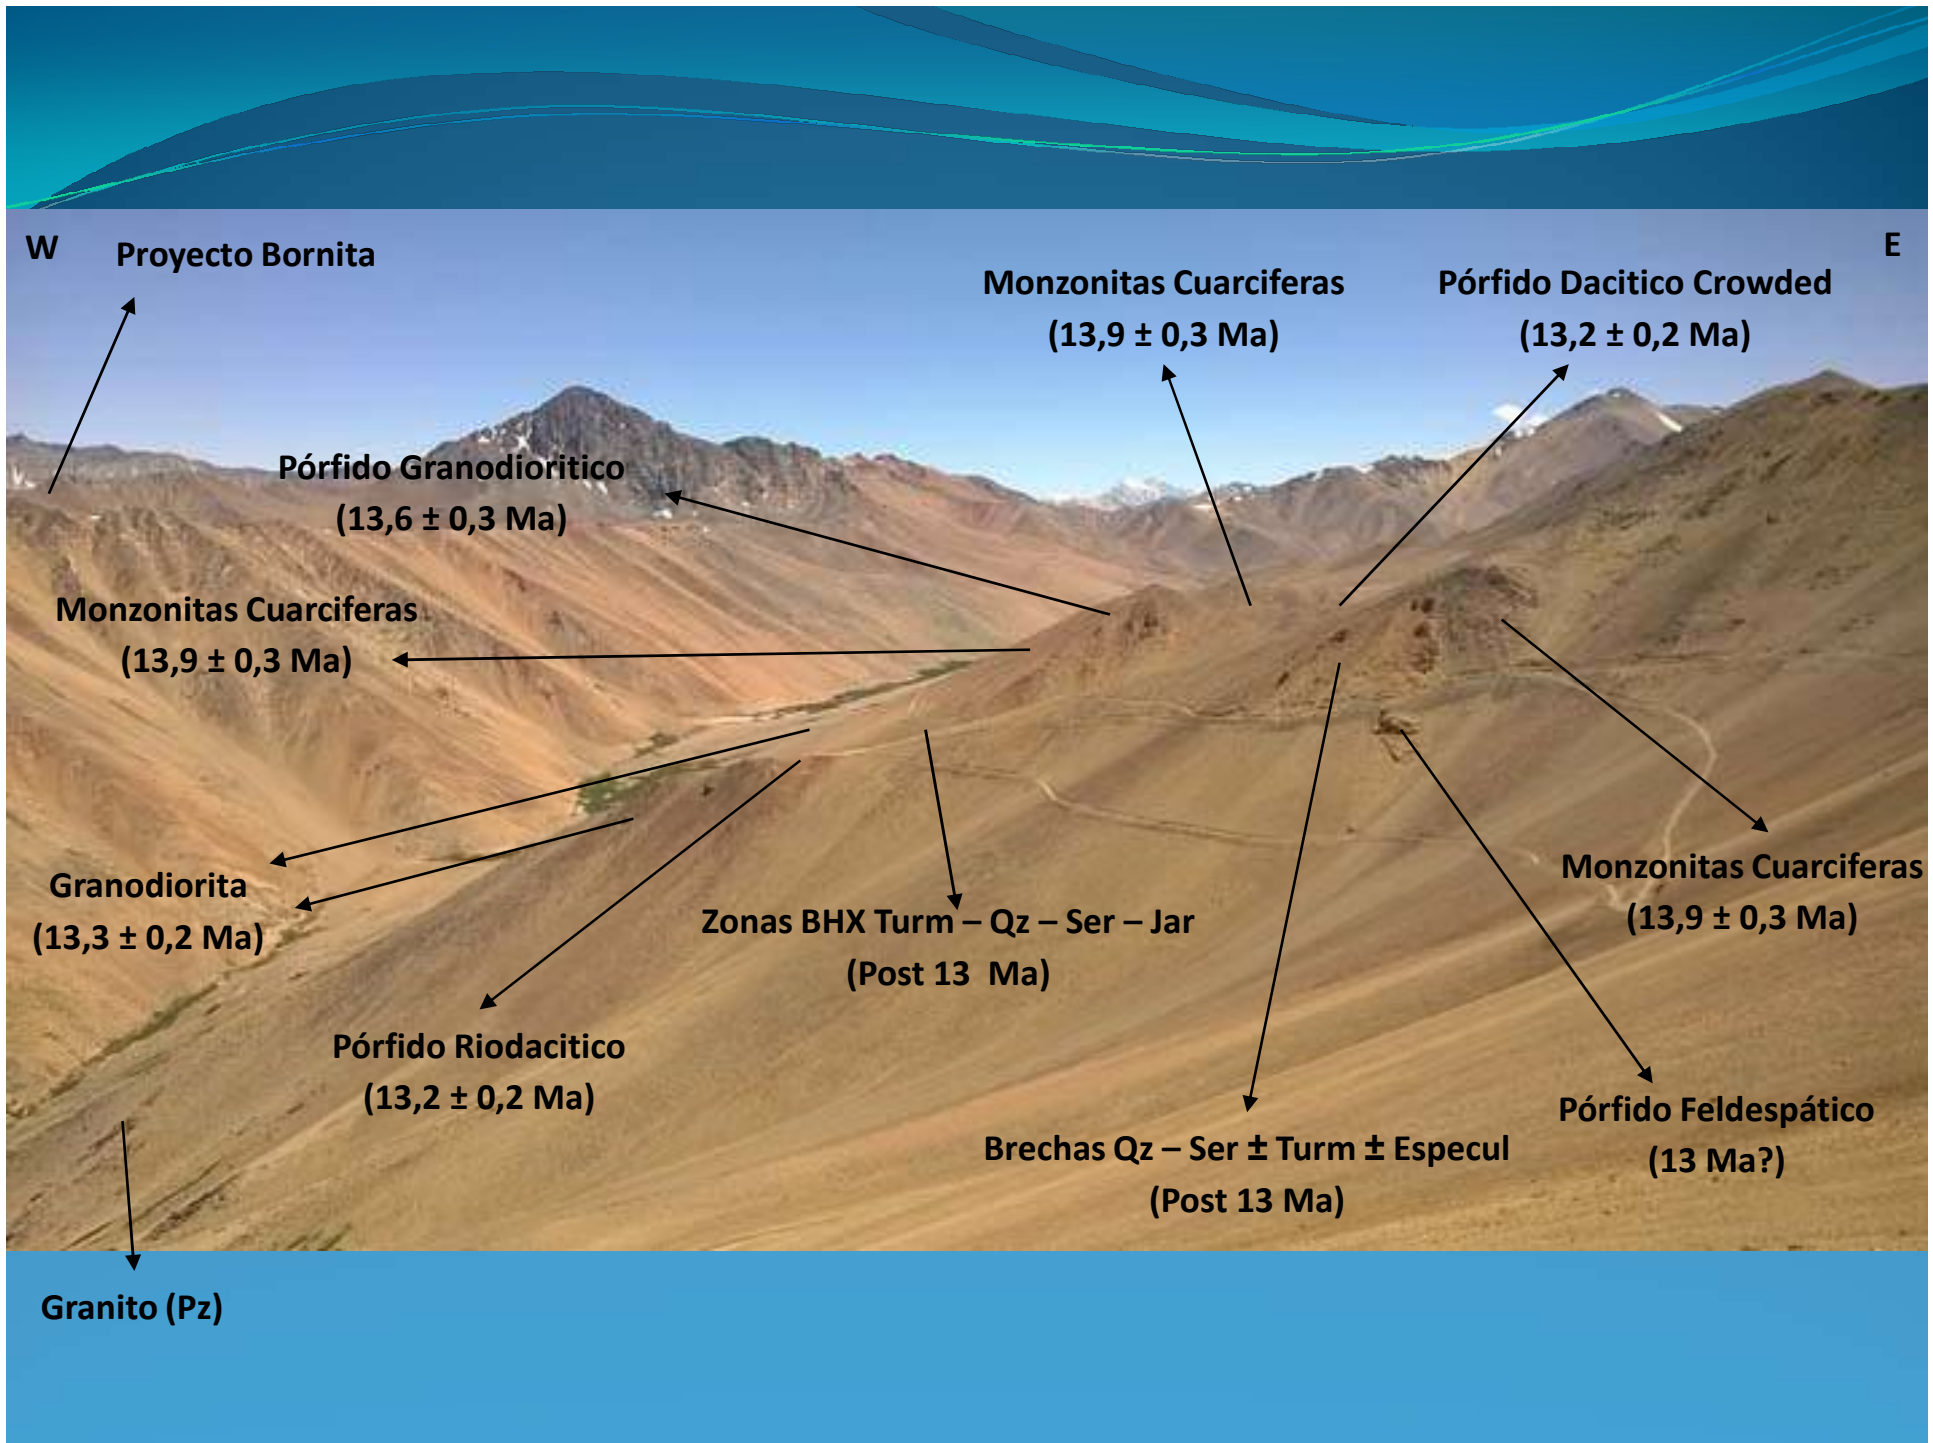 W
Proyecto Bornita
E
Monzonitas Cuarciferas
(13,9 ± 0,3 Ma)
Pórfido Dacitico Crowded
(13,2 ± 0,2 Ma)
Pórfido Granodioritico
(13,6 ± 0,3 Ma)
Monzonitas Cuarciferas
(13,9 ± 0,3 Ma)
Granodiorita
(13,3 ± 0,2 Ma)
Zonas BHX Turm – Qz – Ser – Jar
(Post 13 Ma)
Monzonitas Cuarciferas
(13,9 ± 0,3 Ma)
Pórfido Riodacitico
(13,2 ± 0,2 Ma)
Brechas Qz – Ser ± Turm ± Especul
(Post 13 Ma)
Pórfido Feldespático
(13 Ma?)
Granito (Pz)